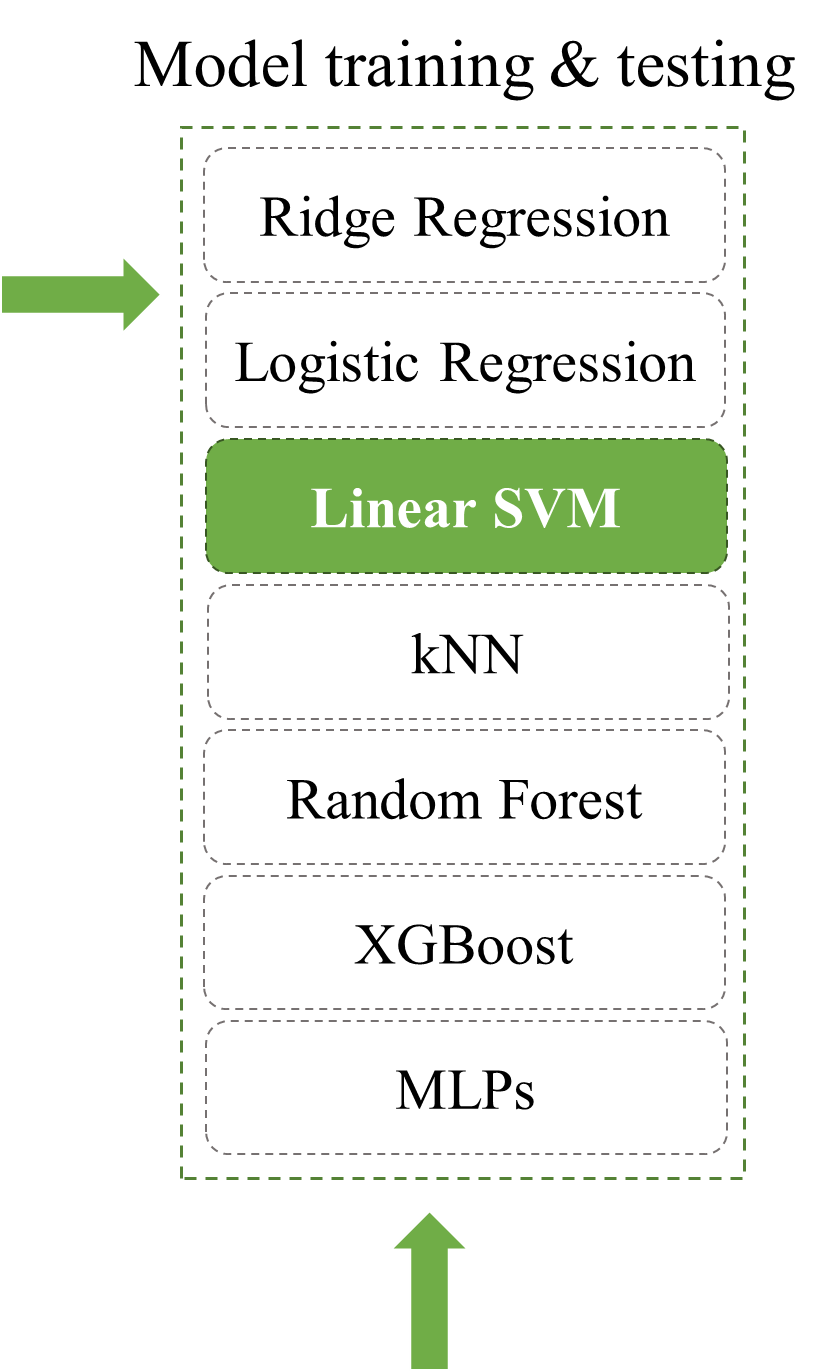 Model training & testing
Ridge Regression
Logistic Regression
Linear SVM
kNN
Random Forest
XGBoost
MLPs